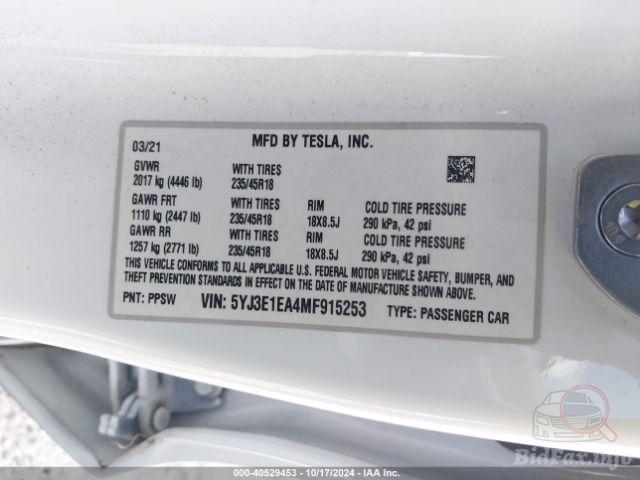 03/21 MFD BY TESLA, INC.
GVWR WITH TIRES
2017 kg (4446 lb) 235/45R18
GAWR FRT WITH TIRES RIM COLD TIRE PRESSURE
1110 kg (2447 lb) 235/45R18 18X8.5J 290 kPa, 42 psi
GAWR RR WITH TIRES RIM COLD TIRE PRESSURE
1257 kg (2771 lb) 235/45R18 18X8.5J 290 kPa, 42 psi
THIS VEHICLE CONFORMS TO ALL APPLICABLE U.S. FEDERAL MOTOR VEHICLE SAFETY, BUMPER, AND
THEFT PREVENTION STANDARDS IN EFFECT ON THE DATE OF MANUFACTURE SHOWN ABOVE.
PNT: PPSW VIN: 5YJ3E1EA4MF915253 TYPE: PASSENGER CAR
BidFax.info
000-40529453 - 10/17/2024 - IAA Inc.